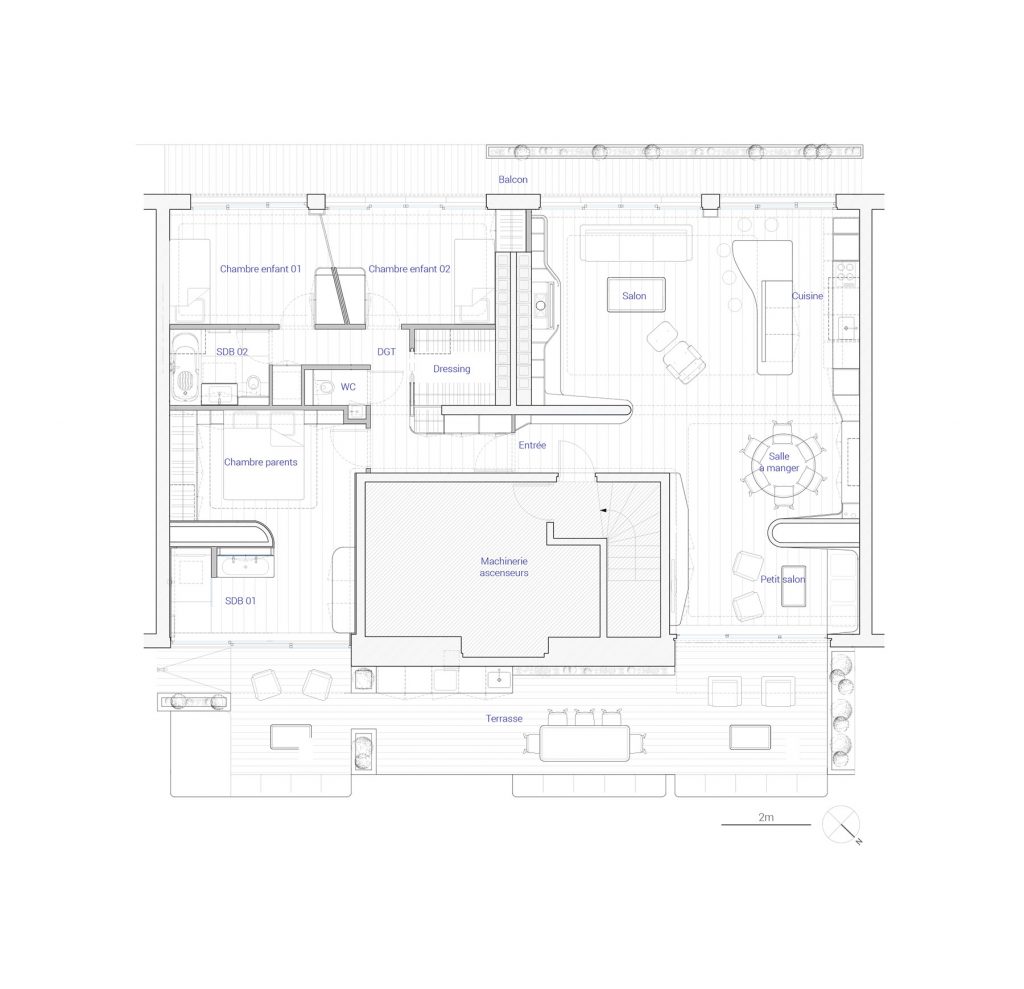 Balcon
Chambre enfant 01
Chambre enfant 02
Salon
Cuisine
SDB 02
DGT
Dressing
WC
Entrée
Salle
à manger
Chambre parents
Machinerie
ascenseurs
Petit salon
SDB 01
Terrasse
2m
N